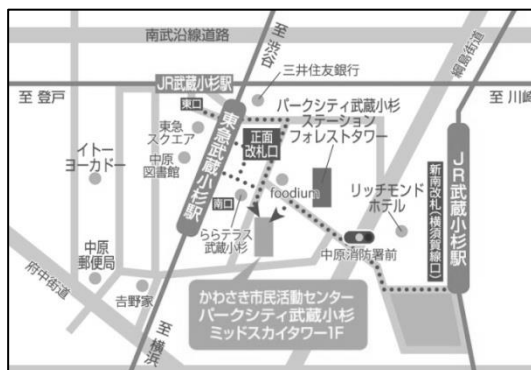 南武沿線道路
至 渋谷
綱島街道
三井住友銀行
JR武蔵小杉駅
至 登戸
至 川崎
東口
パークシティ武蔵小杉
ステーション
フォレストタワー
東急
スクエア
正面
改札口
イトー
ヨーカドー
中原
図書館
東急武蔵小杉駅
foodium
リッチモンド
ホテル
新南改札(横須賀線口)
JR武蔵小杉駅
南口
ららテラス
武蔵小杉
中原消防署前
中原
郵便局
府中街道
吉野家
至 横浜
かわさき市民活動センター
パークシティ武蔵小杉
ミッドスカイタワー1F